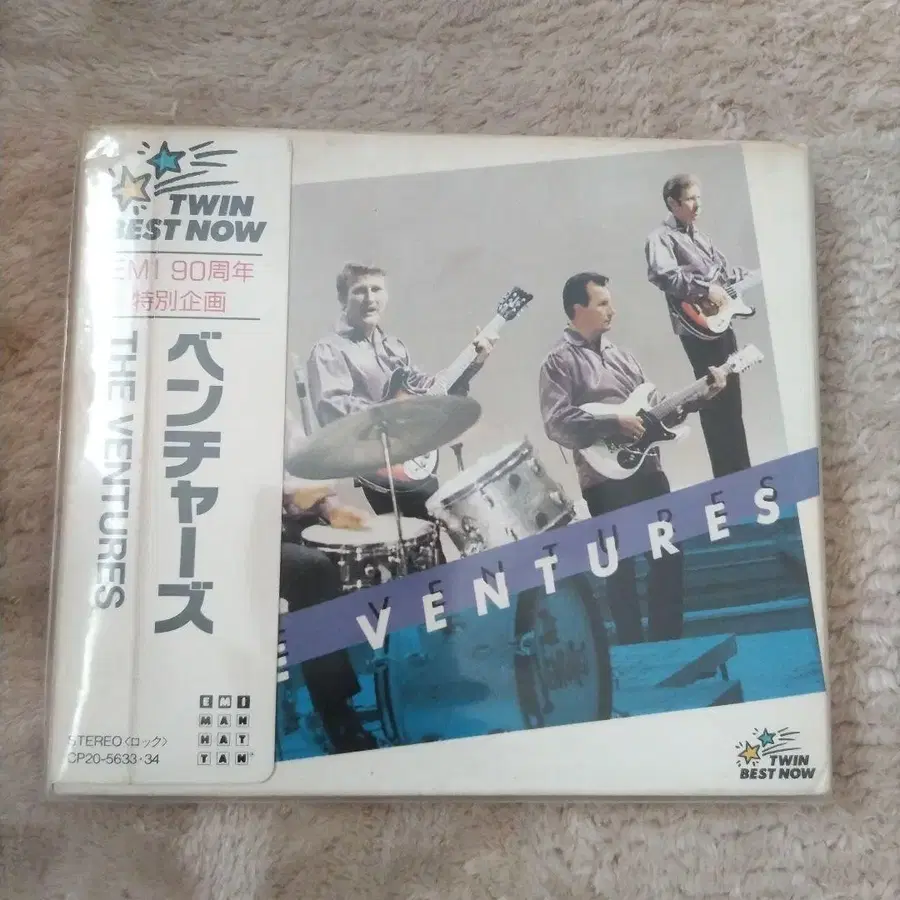 TWIN
BEST NOW
EMI 90周年
特別企画
ベンチャーズ
THE VENTURES
EMI
MAN
HAT
TAN
STEREO〈ロック〉
CP20-5633・34
VENTURES
VENTURES
TWIN
BEST NOW